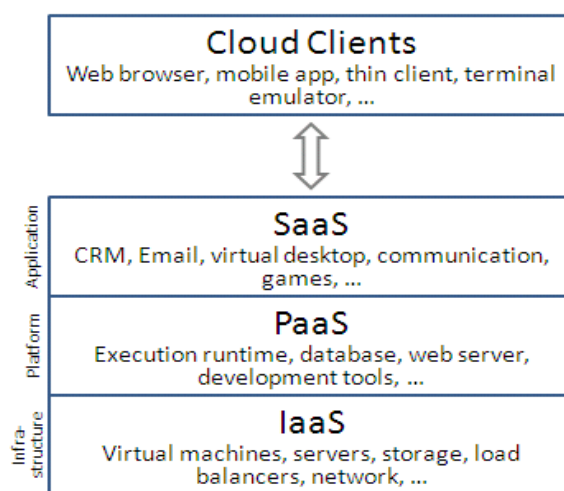 Cloud Clients
Web browser, mobile app, thin client, terminal
emulator, ...
Application
SaaS
CRM, Email, virtual desktop, communication,
games, ...
Platform
PaaS
Execution runtime, database, web server,
development tools, ...
Infra-
structure
IaaS
Virtual machines, servers, storage, load
balancers, network, ...